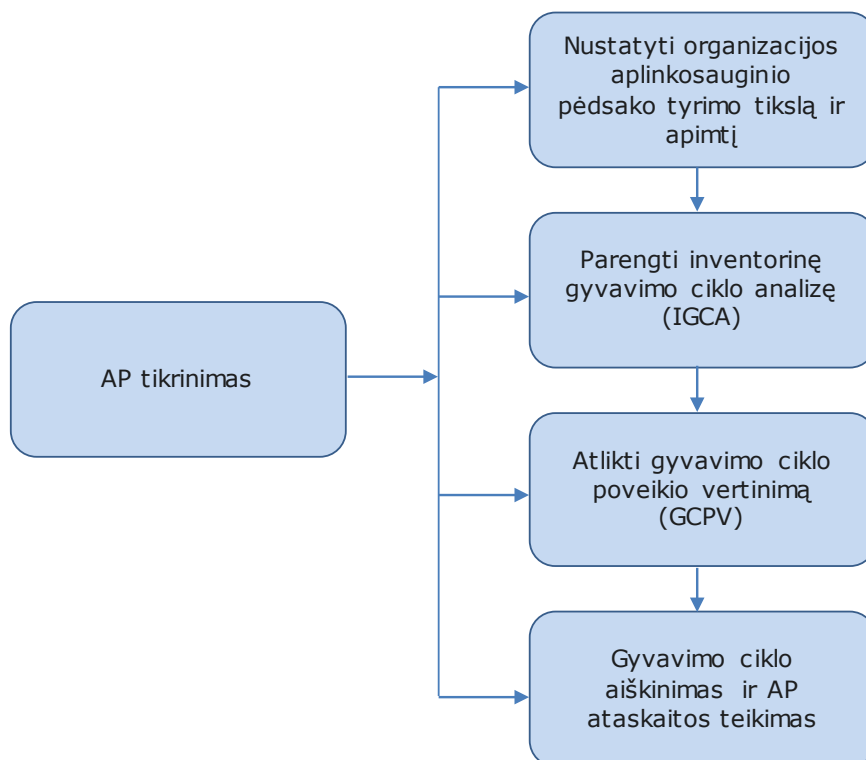 Nustatyti organizacijos
aplinkosauginio
pėdsako tyrimo tikslą ir
apimtį
Parengti inventorinę
gyvavimo ciklo analizę
(IGCA)
AP tikrinimas
Atlikti gyvavimo ciklo
poveikio vertinimą
(GCPV)
Gyvavimo ciklo
aiškinimas ir AP
ataskaitos teikimas